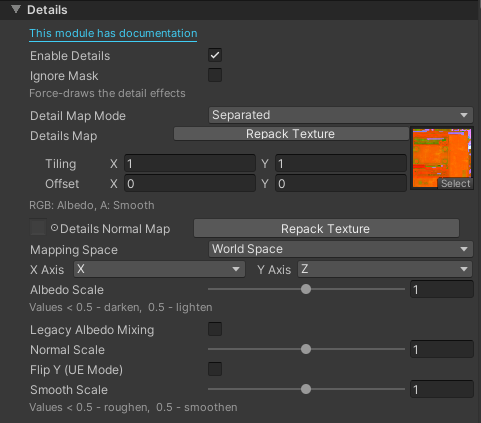 Details
This module has documentation
Enable Details
Ignore Mask
Force-draws the detail effects
Detail Map Mode Separated
Details Map Repack Texture
Tiling X 1 Y 1
Offset X 0 Y 0
Select
RGB: Albedo, A: Smooth
Details Normal Map Repack Texture
Mapping Space World Space
X Axis X Y Axis Z
Albedo Scale 1
Values < 0.5 - darken, 0.5 - lighten
Legacy Albedo Mixing
Normal Scale 1
Flip Y (UE Mode)
Smooth Scale 1
Values < 0.5 - roughen, 0.5 - smoothen